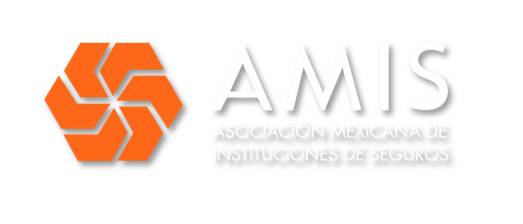 AMIS
ASOCIACIÓN MEXICANA DE
INSTITUCIONES DE SEGUROS